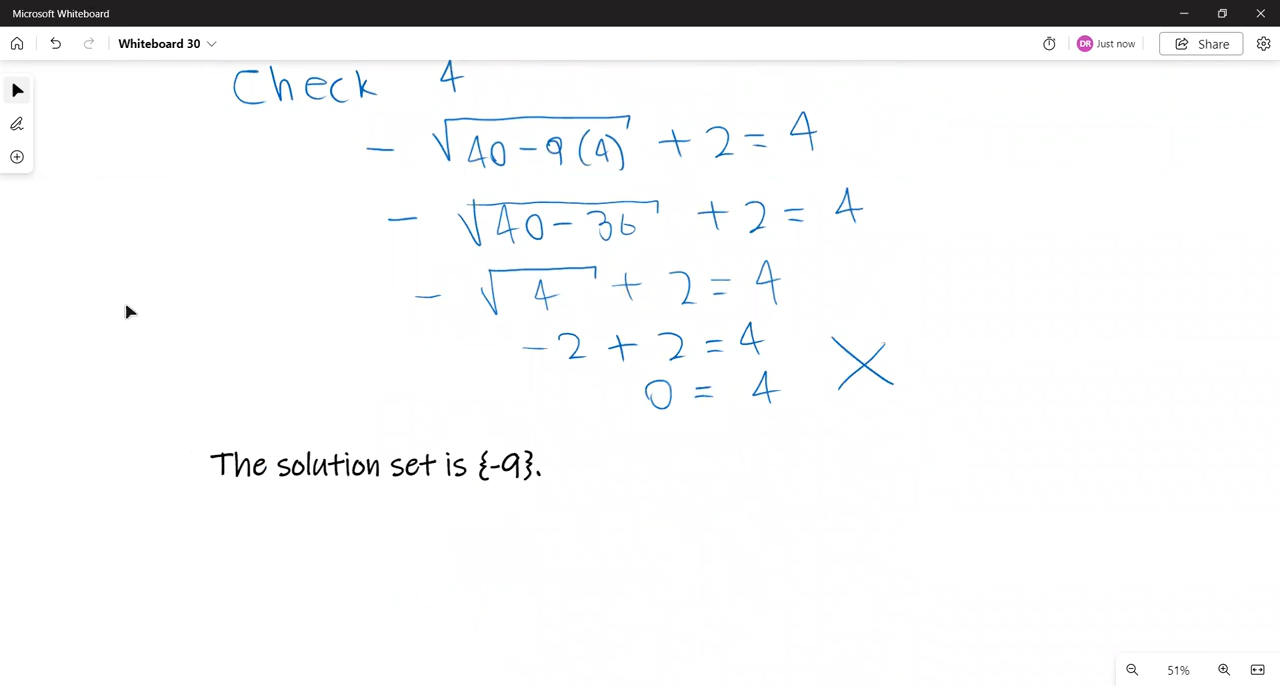 Microsoft Whiteboard
Whiteboard 30
DR Just now
Share
Check 4
- √(40-9(4)) + 2 = 4
- √(40-36) + 2 = 4
- √4 + 2 = 4
-2 + 2 = 4
0 = 4 X
The solution set is {-9}.
51%